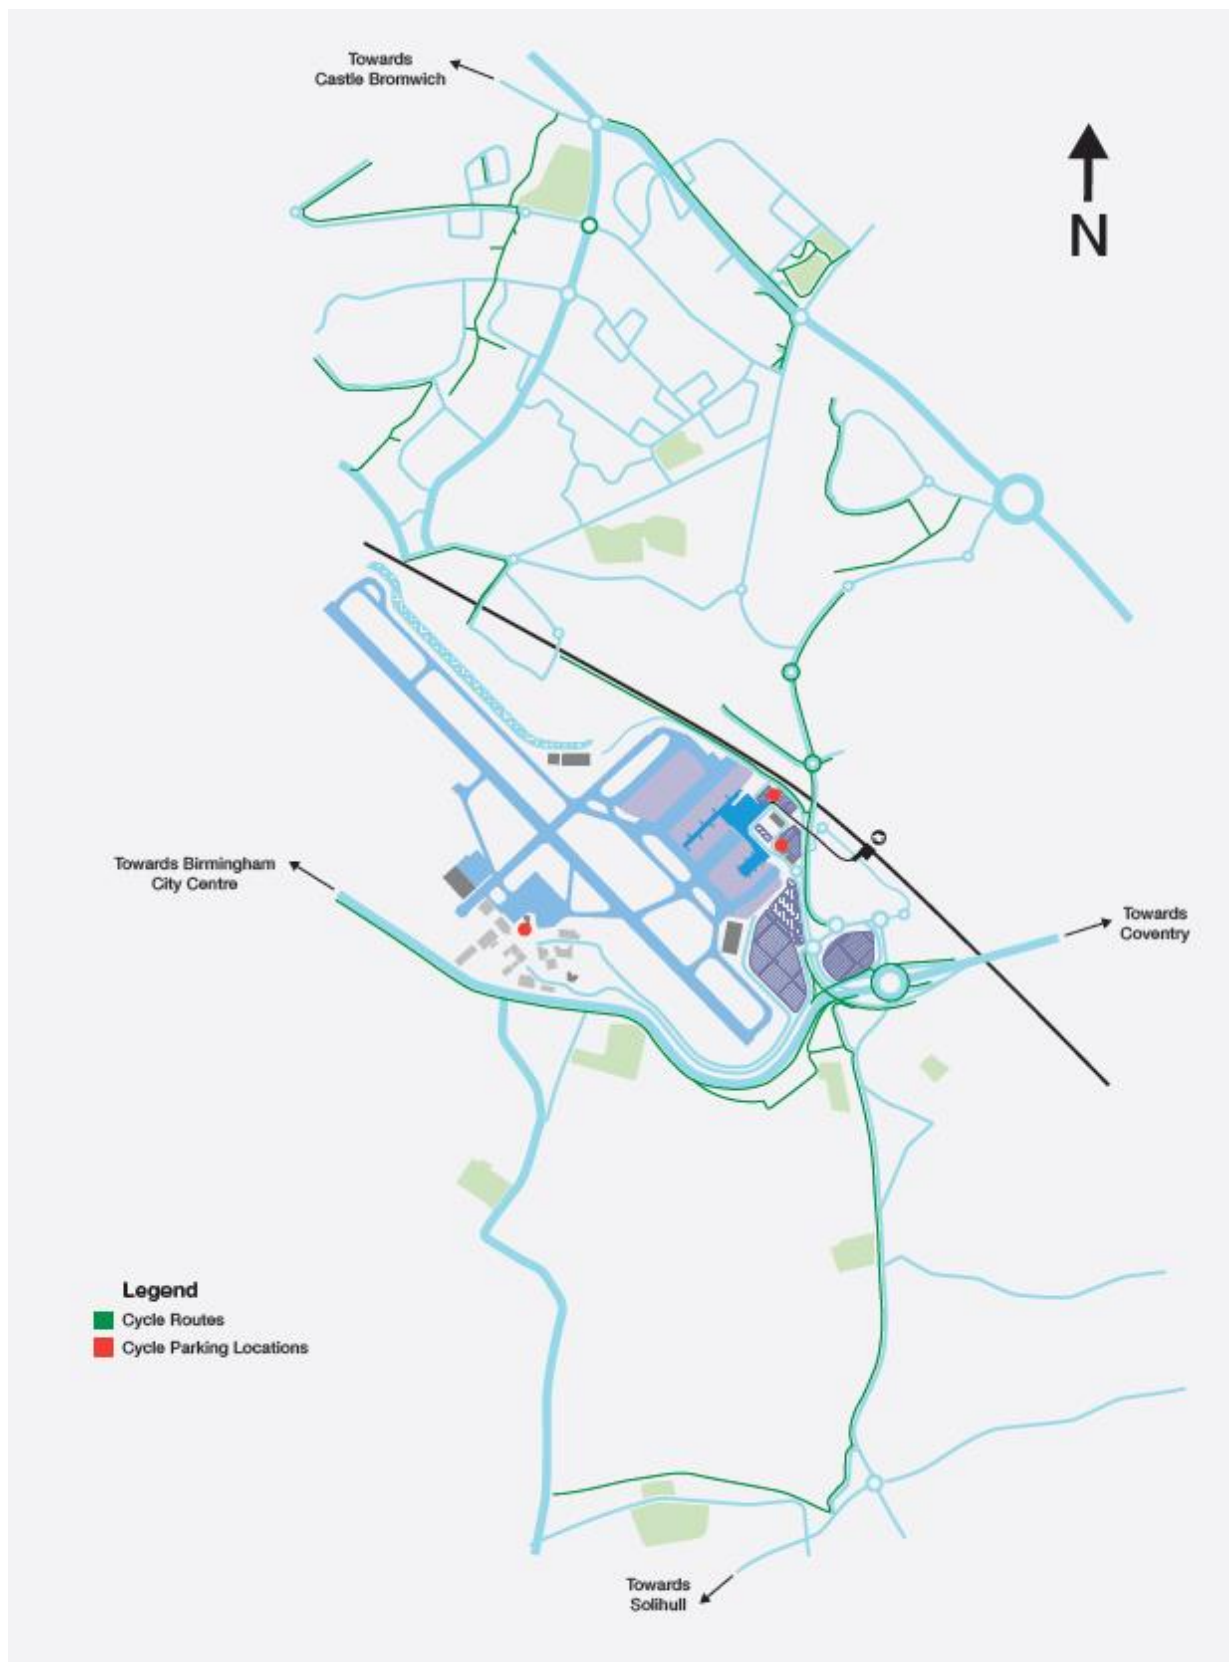 Towards
Castle Bromwich
N
Towards Birmingham
City Centre
Towards
Coventry
Legend
Cycle Routes
Cycle Parking Locations
Towards
Solihull